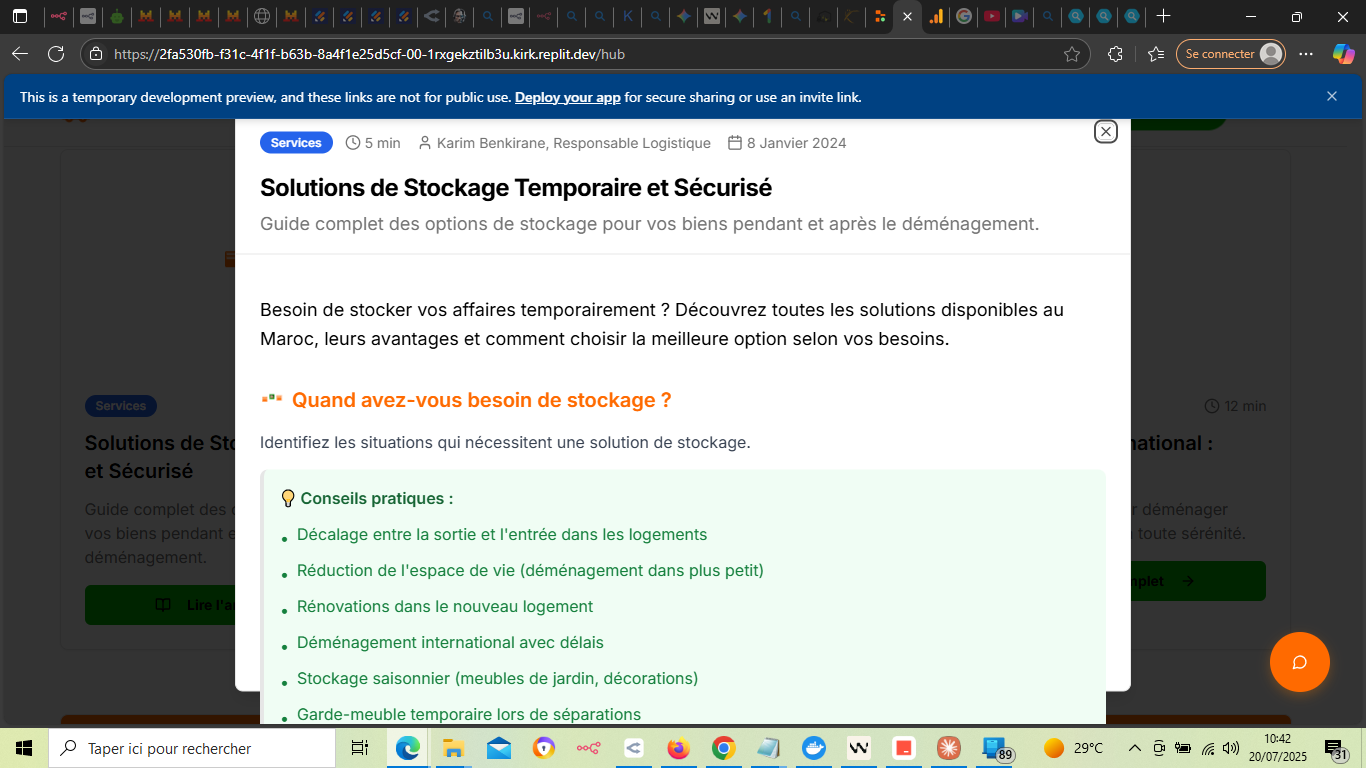 https://2fa530fb-f31c-4f1f-b63b-8a4f1e25d5cf-00-1rxgekztilb3u.kirk.replit.dev/hub
Se connecter
This is a temporary development preview, and these links are not for public use. Deploy your app for secure sharing or use an invite link.
Services
5 min
Karim Benkirane, Responsable Logistique
8 Janvier 2024
Solutions de Stockage Temporaire et Sécurisé
Guide complet des options de stockage pour vos biens pendant et après le déménagement.
Besoin de stocker vos affaires temporairement ? Découvrez toutes les solutions disponibles au
Maroc, leurs avantages et comment choisir la meilleure option selon vos besoins.
Quand avez-vous besoin de stockage ?
Identifiez les situations qui nécessitent une solution de stockage.
Conseils pratiques :
• Décalage entre la sortie et l'entrée dans les logements
• Réduction de l'espace de vie (déménagement dans plus petit)
• Rénovations dans le nouveau logement
• Déménagement international avec délais
• Stockage saisonnier (meubles de jardin, décorations)
• Garde-meuble temporaire lors de séparations
Services
Solutions de Sto
et Sécurisé
Guide complet des
vos biens pendant e
déménagement.
Lire l'a
12 min
national :
r déménager
toute sérénité.
mplet
Taper ici pour rechercher
89
29°C
10:42
20/07/2025
31